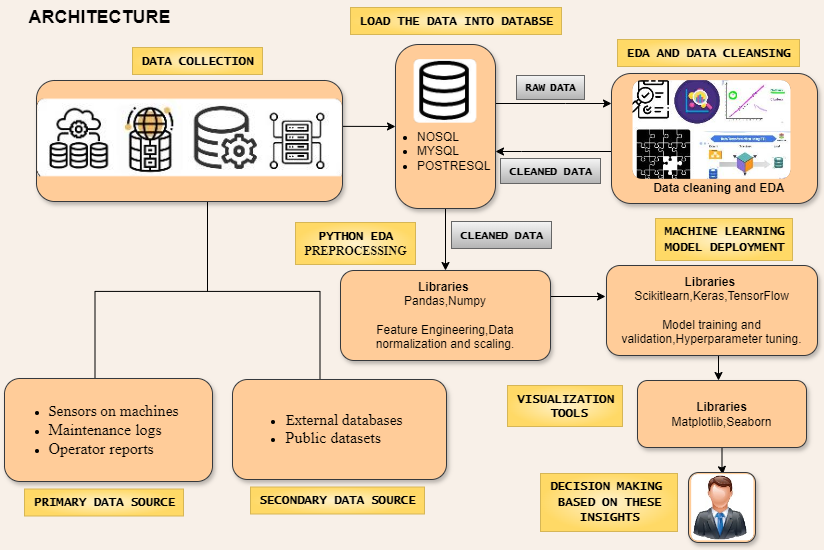 ARCHITECTURE
LOAD THE DATA INTO DATABSE
DATA COLLECTION
EDA AND DATA CLEANSING
RAW DATA
NOSQL
MYSQL
POSTRESQL
CLEANED DATA
Data cleaning and EDA
PYTHON EDA
PREPROCESSING
CLEANED DATA
MACHINE LEARNING
MODEL DEPLOYMENT
Libraries
Pandas,Numpy
Feature Engineering,Data
normalization and scaling.
Libraries
Scikitlearn,Keras,TensorFlow
Model training and
validation,Hyperparameter tuning.
Sensors on machines
Maintenance logs
Operator reports
External databases
Public datasets
VISUALIZATION
TOOLS
Libraries
Matplotlib,Seaborn
PRIMARY DATA SOURCE
SECONDARY DATA SOURCE
DECISION MAKING
BASED ON THESE
INSIGHTS